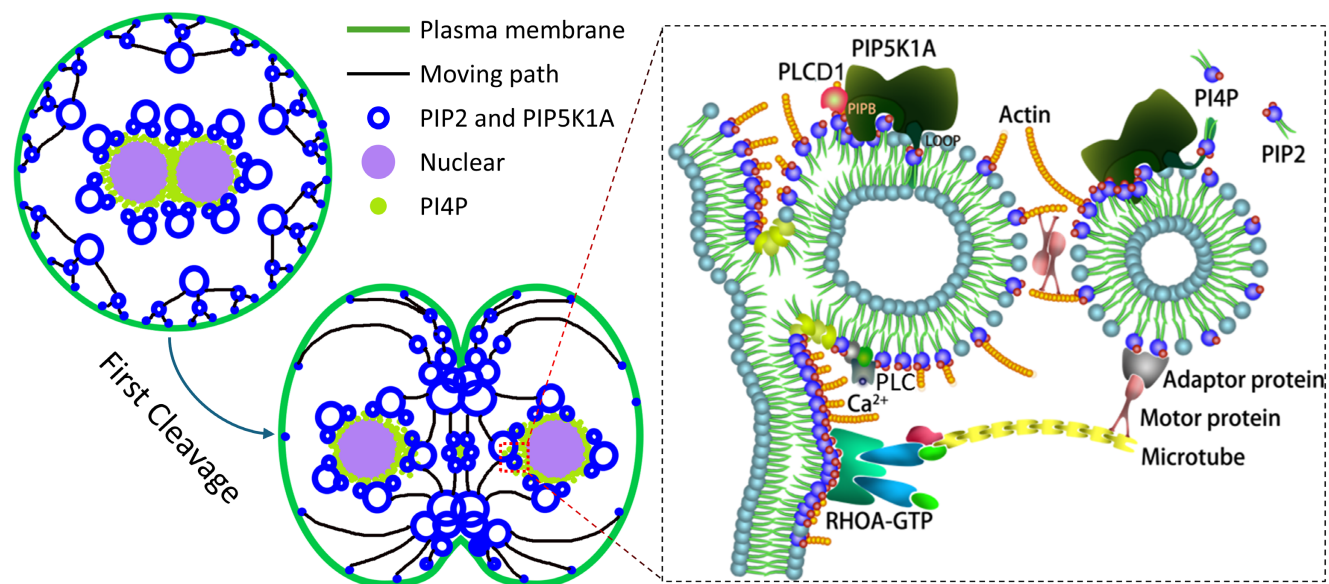 Plasma membrane
Moving path
PIP2 and PIP5K1A
Nuclear
PI4P
First Cleavage
PIP5K1A
PLCD1
PIPB
LOOP
Actin
PI4P
PIP2
PLC
Ca²⁺
Adaptor protein
Motor protein
Microtube
RHOA-GTP